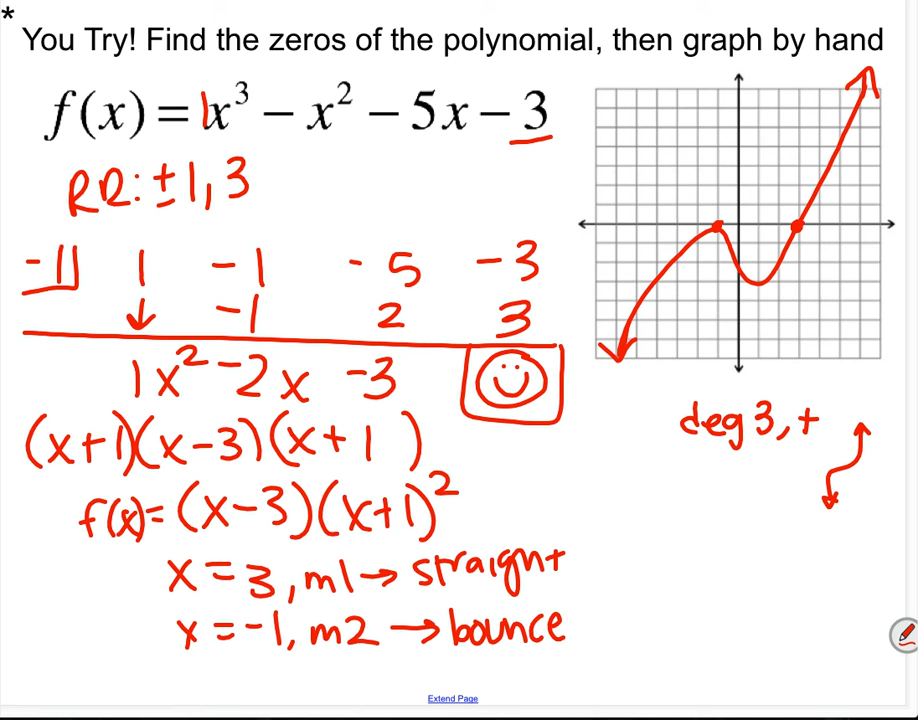 *
You Try! Find the zeros of the polynomial, then graph by hand
f(x) = 1x³ − x² − 5x − 3
RR: ±1, 3
-1| 1 -1 -5 -3
↓ -1 2 3
1x² -2x -3
(x+1)(x-3)(x+1)
f(x)= (x-3)(x+1)²
x = 3, m1 → straight
x = -1, m2 → bounce
deg 3, +
Extend Page